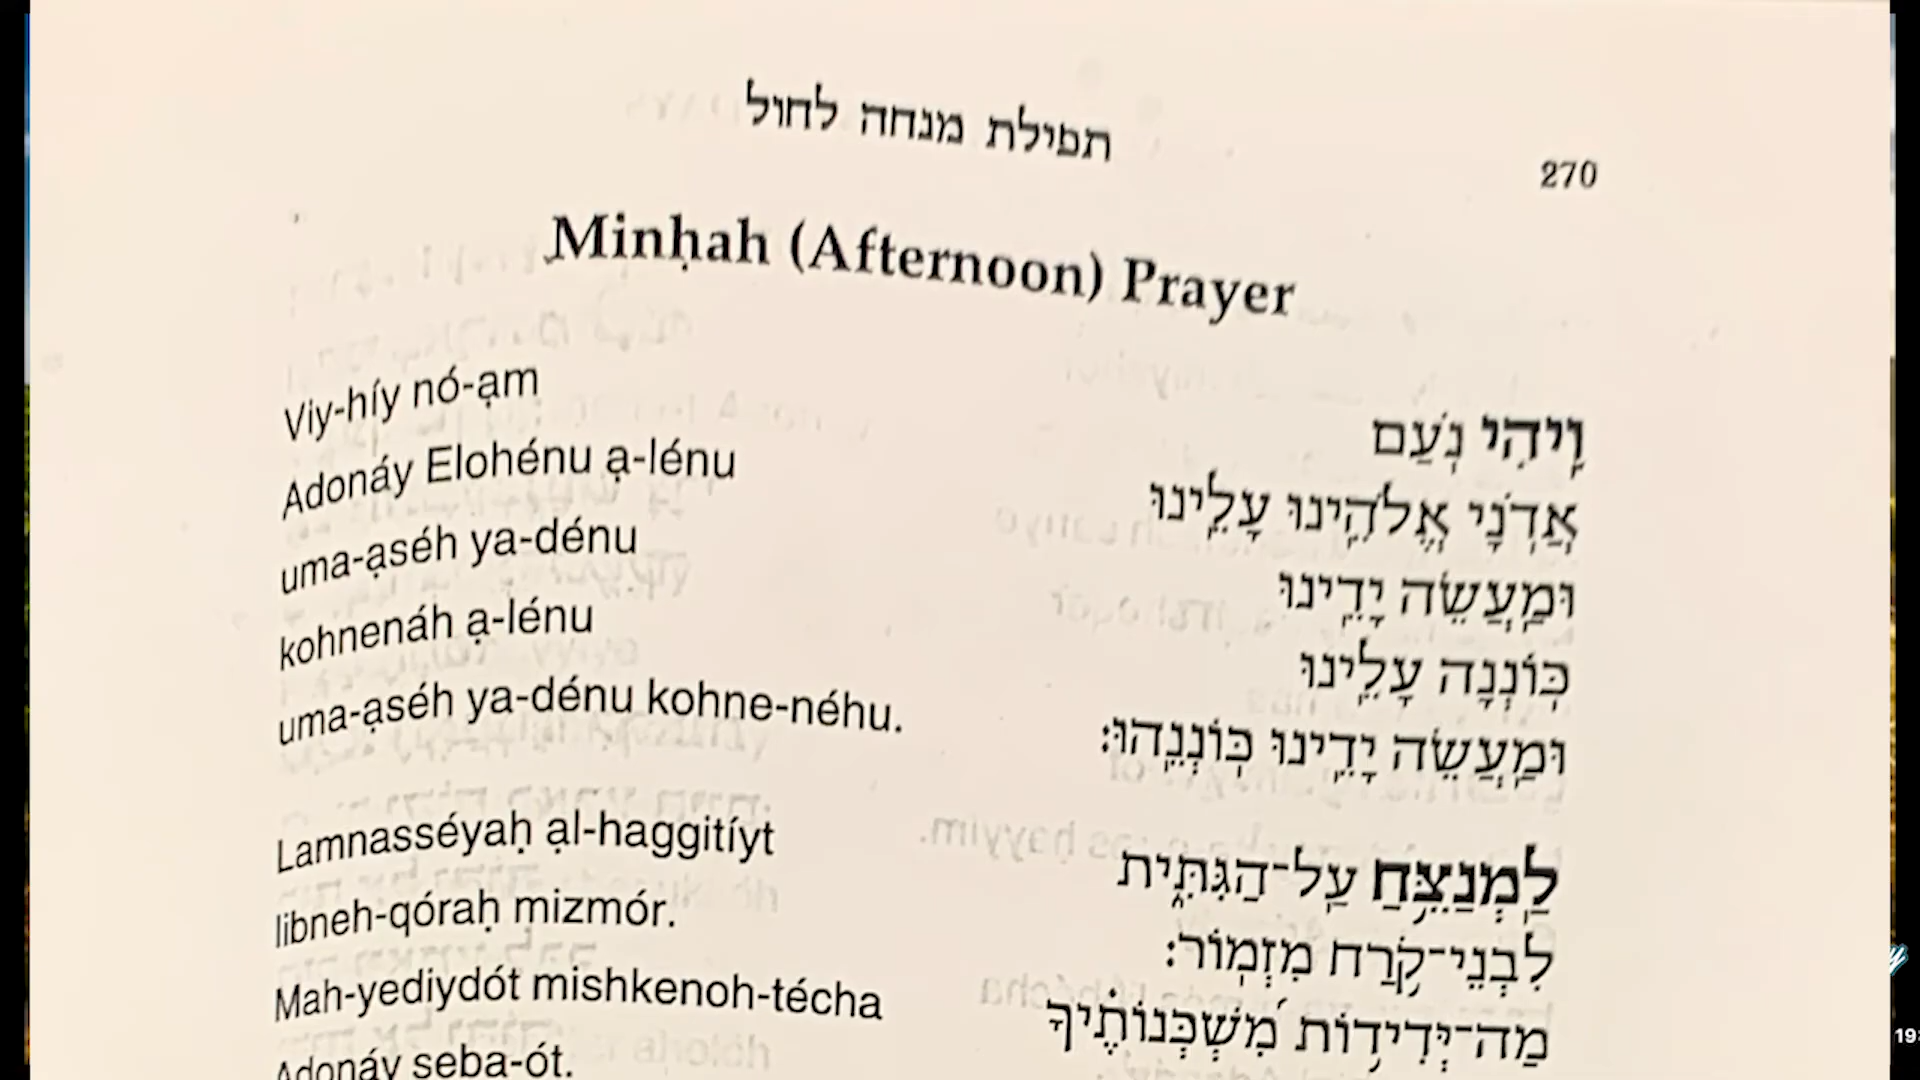 תפילת מנחה לחול
270
Minḥah (Afternoon) Prayer
Viy-híy nó-ạm
Adonáy Elohénu ạ-lénu
uma-ạséh ya-dénu
kohnenáh ạ-lénu
uma-ạséh ya-dénu kohne-néhu.
Lamnasséyaḥ ạl-haggitíyt
libneh-qóraḥ mizmór.
Mah-yediydót mishkenoh-técha
Adonáy seba-ót.
וִיהִי נֹעַם
אֲדֹנָי אֱלֹהֵינוּ עָלֵינוּ
וּמַעֲשֵׂה יָדֵינוּ
כּוֹנְנָה עָלֵינוּ
וּמַעֲשֵׂה יָדֵינוּ כּוֹנְנֵהוּ:
לַמְנַצֵּחַ עַל־הַגִּתִּית
לִבְנֵי־קֹרַח מִזְמוֹר:
מַה־יְּדִידוֹת מִשְׁכְּנוֹתֶיךָ